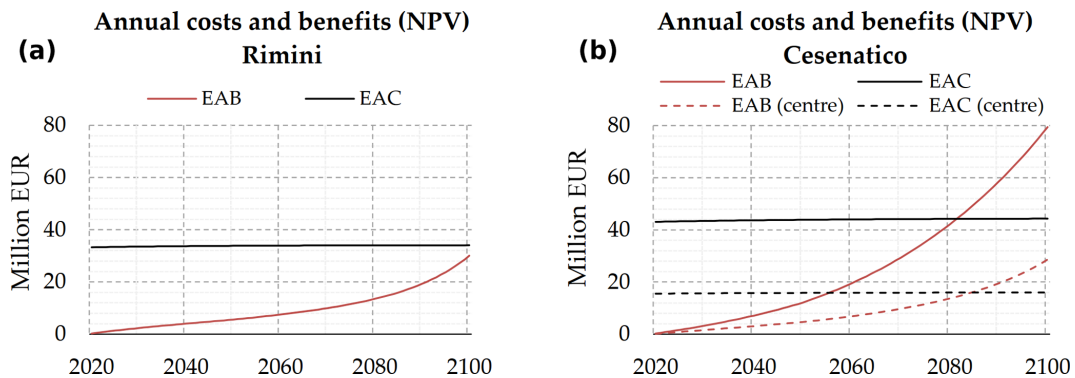 (a)
Annual costs and benefits (NPV)
Rimini
EAB EAC
Million EUR
80
60
40
20
0
2020 2040 2060 2080 2100
(b)
Annual costs and benefits (NPV)
Cesenatico
EAB EAC
EAB (centre) EAC (centre)
Million EUR
80
60
40
20
0
2020 2040 2060 2080 2100